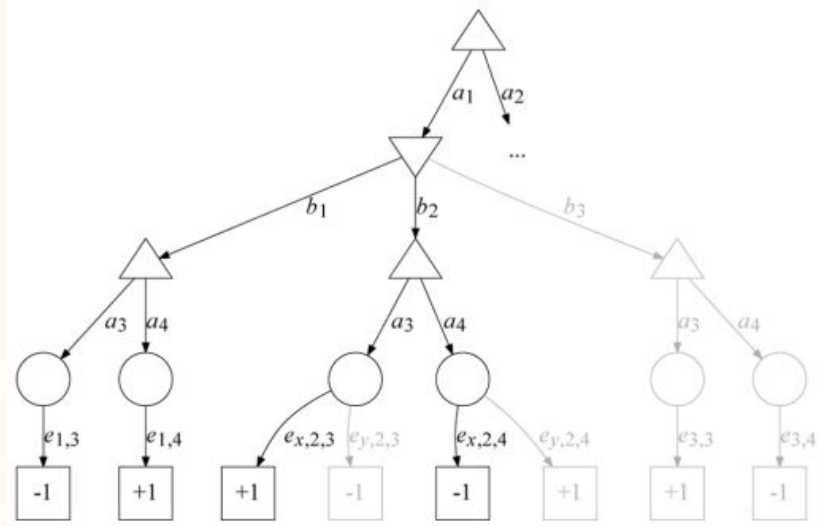 a1 a2
...
b1 b2 b3
a3 a4 a3 a4 a3 a4
e1,3 e1,4 ex,2,3 ey,2,3 ex,2,4 ey,2,4 e3,3 e3,4
-1 +1 +1 -1 -1 +1 +1 -1